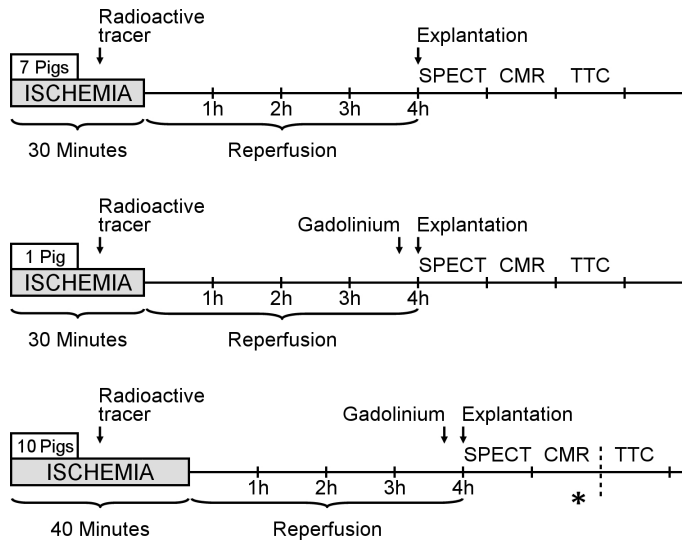 Radioactive
tracer
Explantation
7 Pigs
SPECT CMR TTC
ISCHEMIA
1h 2h 3h 4h
30 Minutes Reperfusion
Radioactive
tracer
Gadolinium Explantation
1 Pig
SPECT CMR TTC
ISCHEMIA
1h 2h 3h 4h
30 Minutes Reperfusion
Radioactive
tracer
Gadolinium Explantation
10 Pigs
SPECT CMR TTC
ISCHEMIA
1h 2h 3h 4h
*
40 Minutes Reperfusion